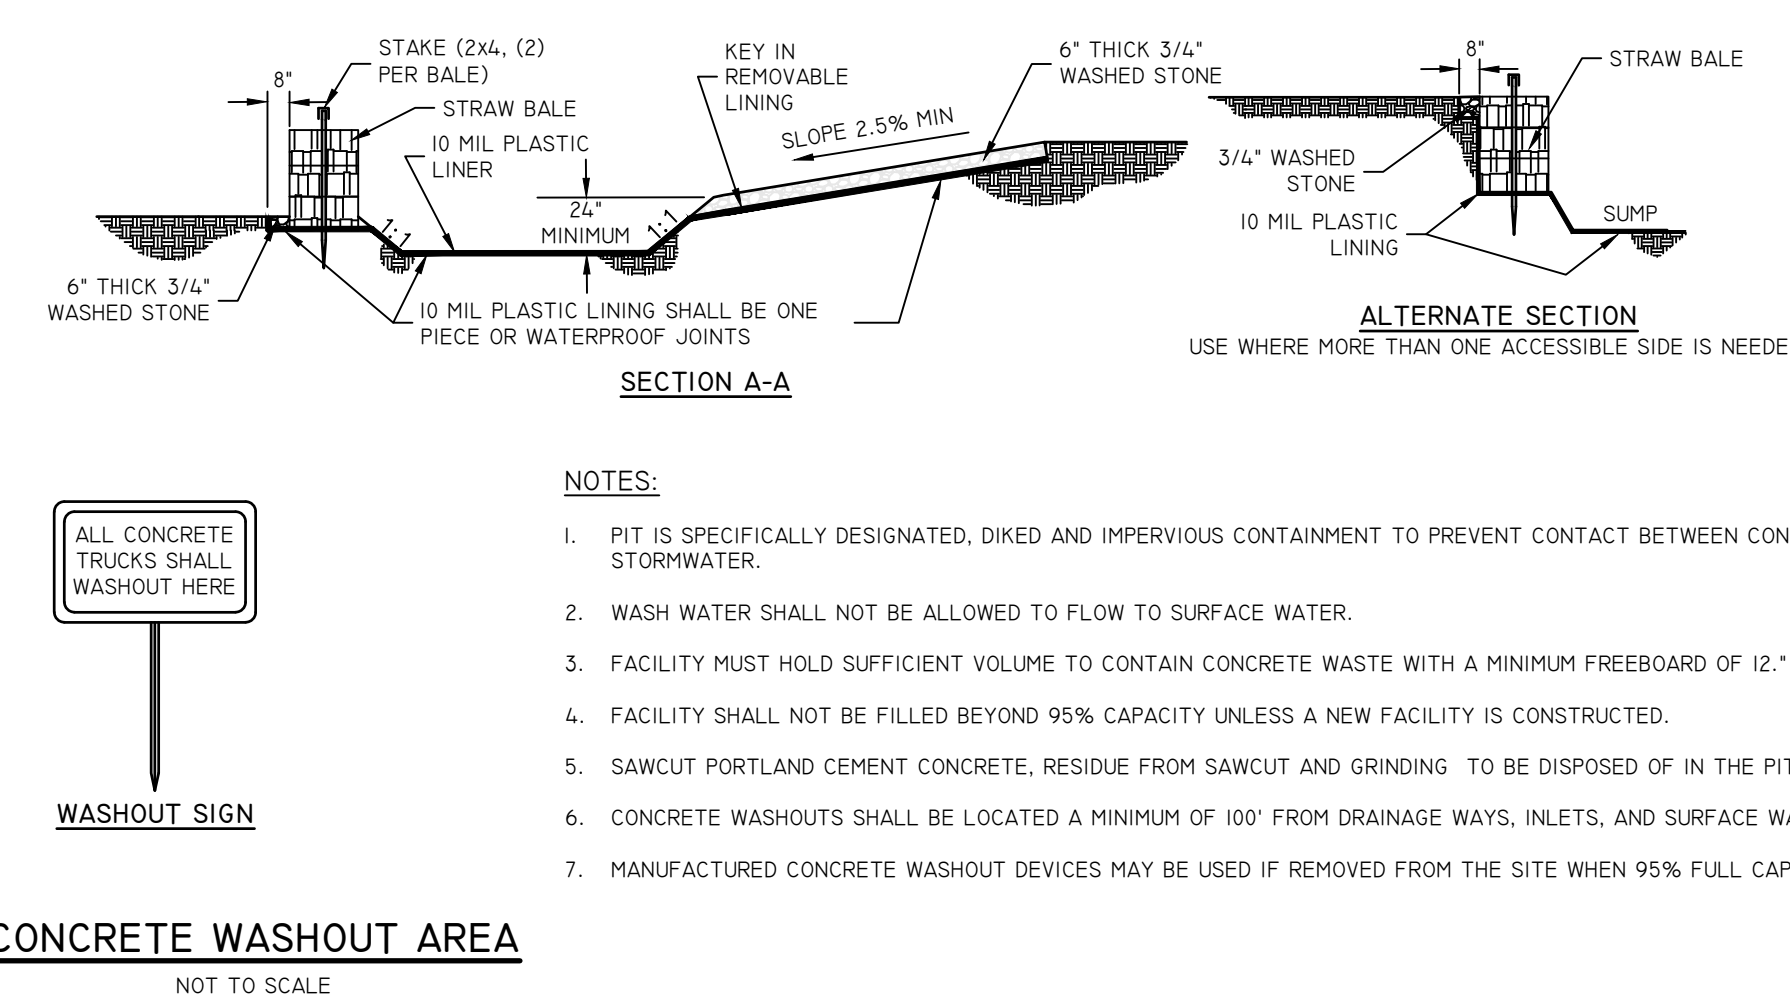 STAKE (2x4, (2)
PER BALE)
8"
STRAW BALE
10 MIL PLASTIC
LINER
KEY IN
REMOVABLE
LINING
SLOPE 2.5% MIN
6" THICK 3/4"
WASHED STONE
24"
MINIMUM
1:1
1:1
6" THICK 3/4"
WASHED STONE
10 MIL PLASTIC LINING SHALL BE ONE
PIECE OR WATERPROOF JOINTS
SECTION A-A
8"
STRAW BALE
3/4" WASHED
STONE
10 MIL PLASTIC
LINING
SUMP
ALTERNATE SECTION
USE WHERE MORE THAN ONE ACCESSIBLE SIDE IS NEEDE
ALL CONCRETE
TRUCKS SHALL
WASHOUT HERE
WASHOUT SIGN
NOTES:
1. PIT IS SPECIFICALLY DESIGNATED, DIKED AND IMPERVIOUS CONTAINMENT TO PREVENT CONTACT BETWEEN CON
STORMWATER.
2. WASH WATER SHALL NOT BE ALLOWED TO FLOW TO SURFACE WATER.
3. FACILITY MUST HOLD SUFFICIENT VOLUME TO CONTAIN CONCRETE WASTE WITH A MINIMUM FREEBOARD OF 12."
4. FACILITY SHALL NOT BE FILLED BEYOND 95% CAPACITY UNLESS A NEW FACILITY IS CONSTRUCTED.
5. SAWCUT PORTLAND CEMENT CONCRETE, RESIDUE FROM SAWCUT AND GRINDING TO BE DISPOSED OF IN THE PIT
6. CONCRETE WASHOUTS SHALL BE LOCATED A MINIMUM OF 100' FROM DRAINAGE WAYS, INLETS, AND SURFACE WA
7. MANUFACTURED CONCRETE WASHOUT DEVICES MAY BE USED IF REMOVED FROM THE SITE WHEN 95% FULL CAP
CONCRETE WASHOUT AREA
NOT TO SCALE